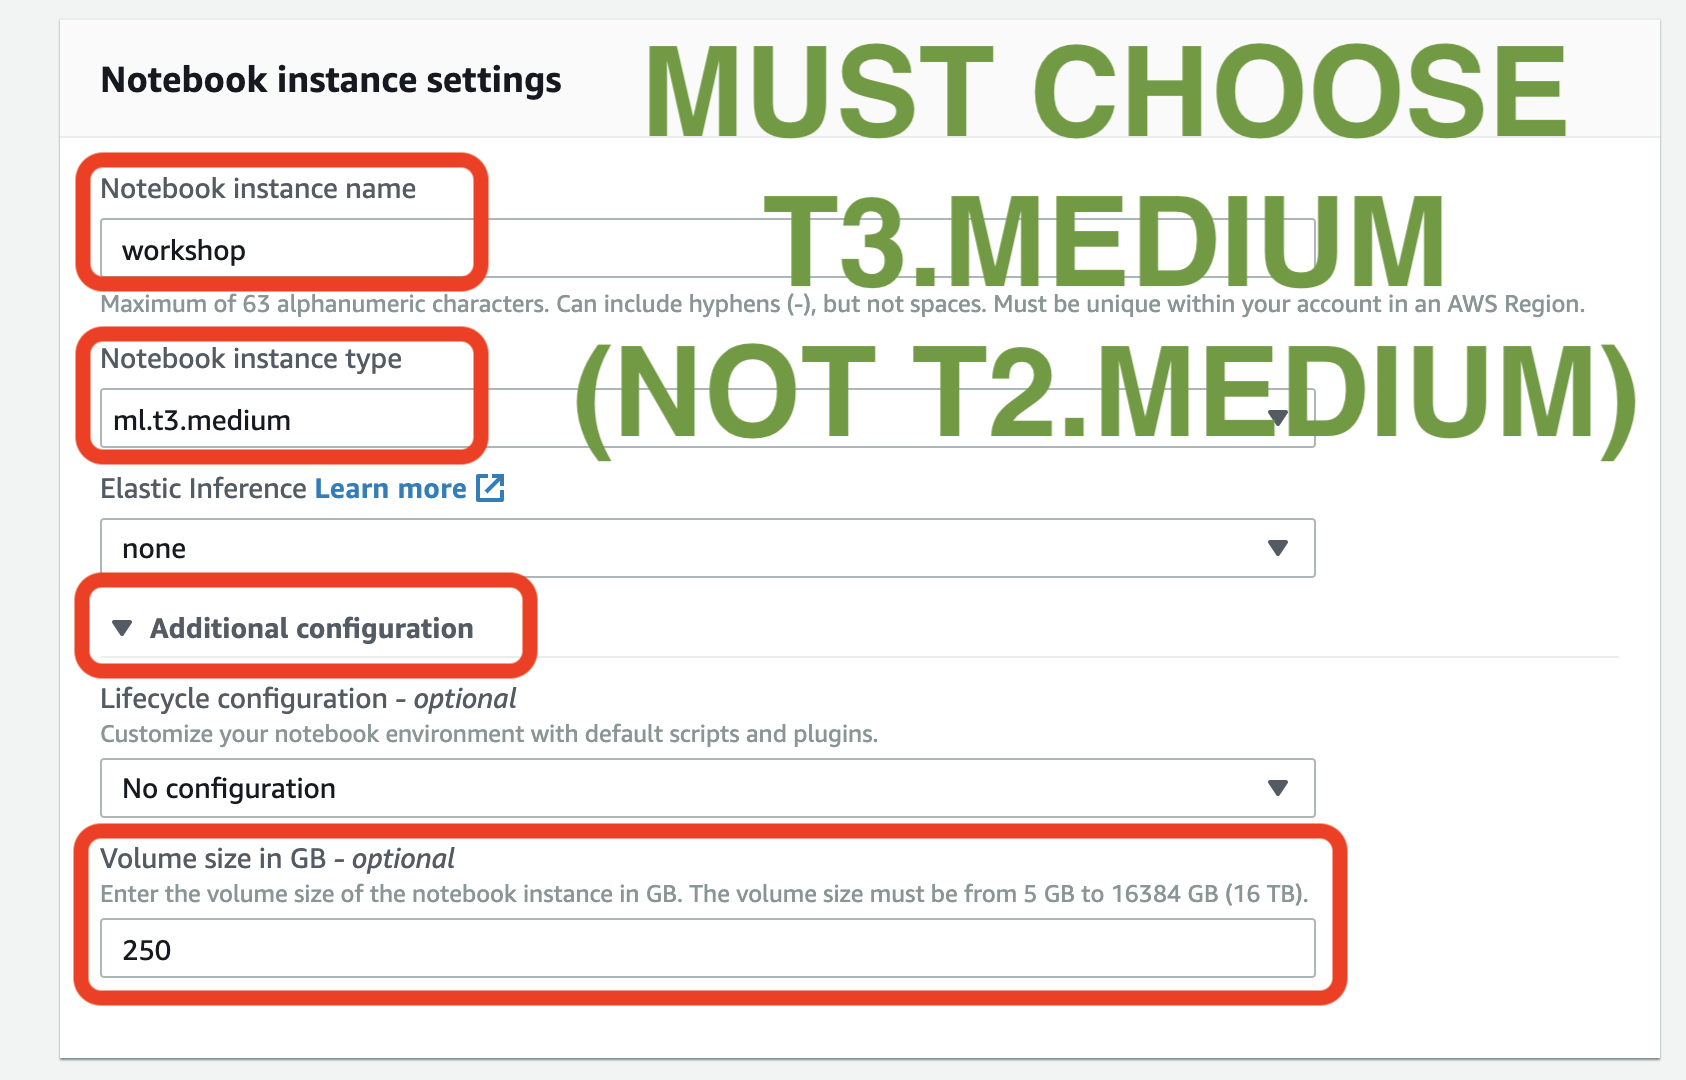 Notebook instance settings
MUST CHOOSE
T3.MEDIUM
(NOT T2.MEDIUM)
Notebook instance name
workshop
Maximum of 63 alphanumeric characters. Can include hyphens (-), but not spaces. Must be unique within your account in an AWS Region.
Notebook instance type
ml.t3.medium
Elastic Inference Learn more
none
Additional configuration
Lifecycle configuration - optional
Customize your notebook environment with default scripts and plugins.
No configuration
Volume size in GB - optional
Enter the volume size of the notebook instance in GB. The volume size must be from 5 GB to 16384 GB (16 TB).
250